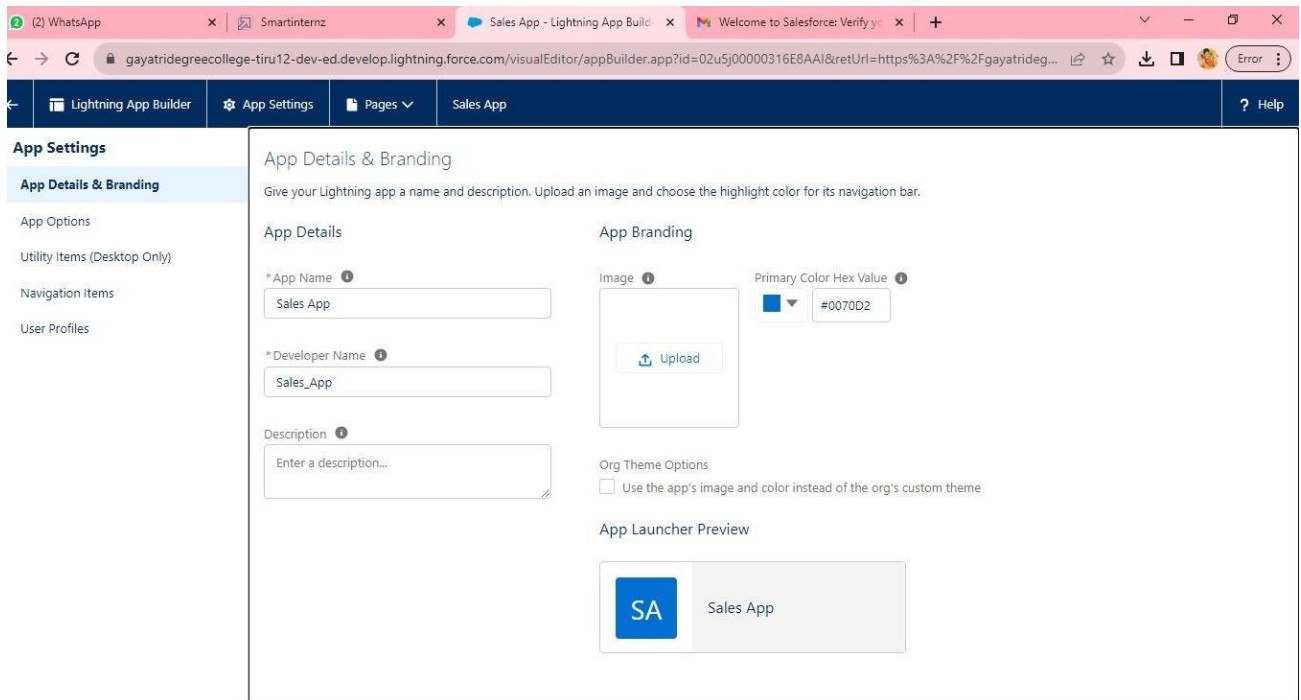 (2) WhatsApp
Smartinternz
Sales App - Lightning App Build
Welcome to Salesforce: Verify yo
gayatridegreecollege-tiru12-dev-ed.develop.lightning.force.com/visualEditor/appBuilder.app?id=02u5j00000316E8AAI&retUrl=https%3A%2F%2Fgayatrideg...
Error
Lightning App Builder
App Settings
Pages
Sales App
? Help
App Settings
App Details & Branding
App Options
Utility Items (Desktop Only)
Navigation Items
User Profiles
App Details & Branding
Give your Lightning app a name and description. Upload an image and choose the highlight color for its navigation bar.
App Details
*App Name
Sales App
*Developer Name
Sales_App
Description
Enter a description...
App Branding
Image
Upload
Primary Color Hex Value
#0070D2
Org Theme Options
Use the app's image and color instead of the org's custom theme
App Launcher Preview
SA
Sales App